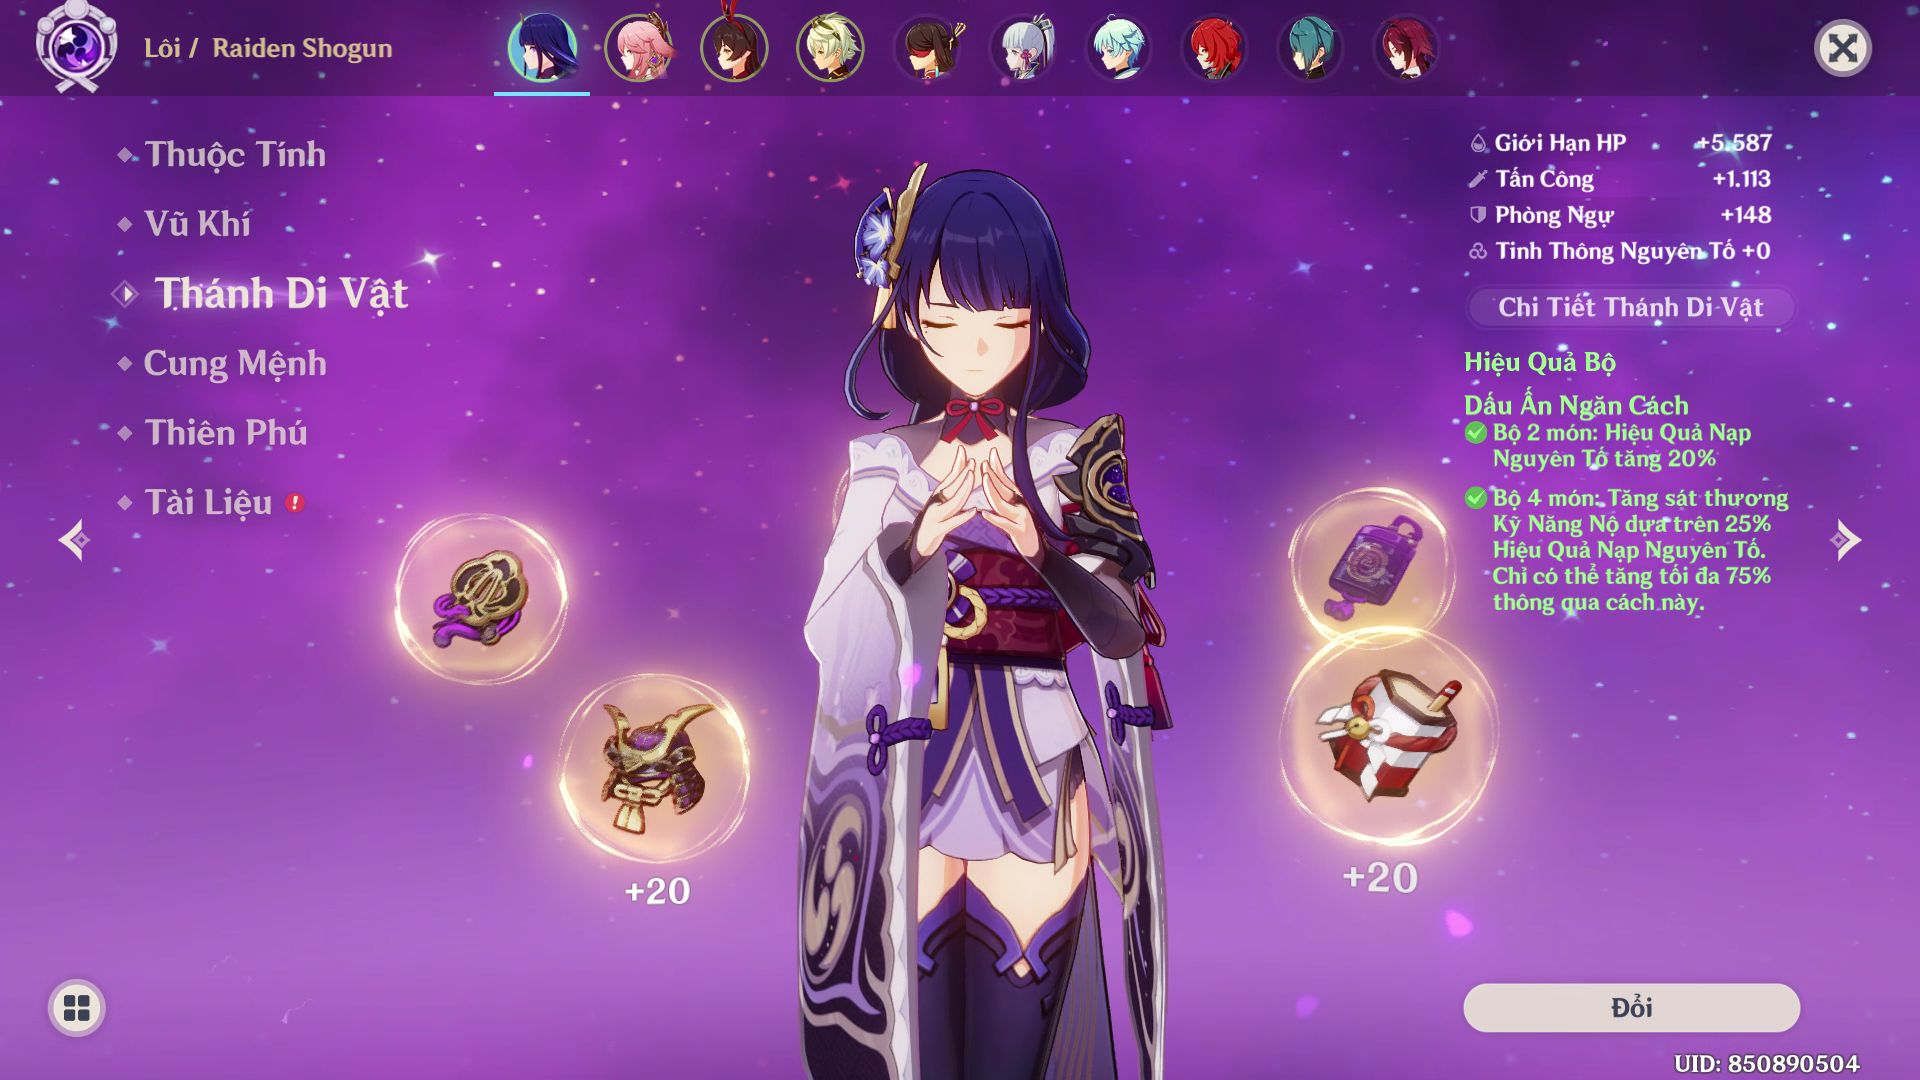 Lôi / Raiden Shogun
Thuộc Tính
Vũ Khí
Thánh Di Vật
Cung Mệnh
Thiên Phú
Tài Liệu
+20
+20
Giới Hạn HP +5.587
Tấn Công +1.113
Phòng Ngự +148
Tinh Thông Nguyên Tố +0
Chi Tiết Thánh Di Vật
Hiệu Quả Bộ
Dấu Ấn Ngăn Cách
Bộ 2 món: Hiệu Quả Nạp
Nguyên Tố tăng 20%
Bộ 4 món: Tăng sát thương
Kỹ Năng Nộ dựa trên 25%
Hiệu Quả Nạp Nguyên Tố.
Chỉ có thể tăng tối đa 75%
thông qua cách này.
Đổi
UID: 850890504